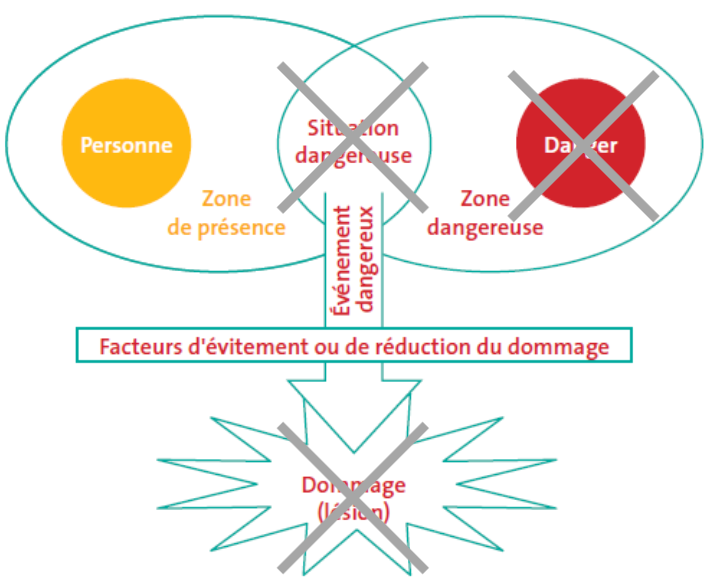 Personne
Situation
dangereuse
Danger
Zone
de présence
Zone
dangereuse
Événement
dangereux
Facteurs d'évitement ou de réduction du dommage
Dommage
(lésion)